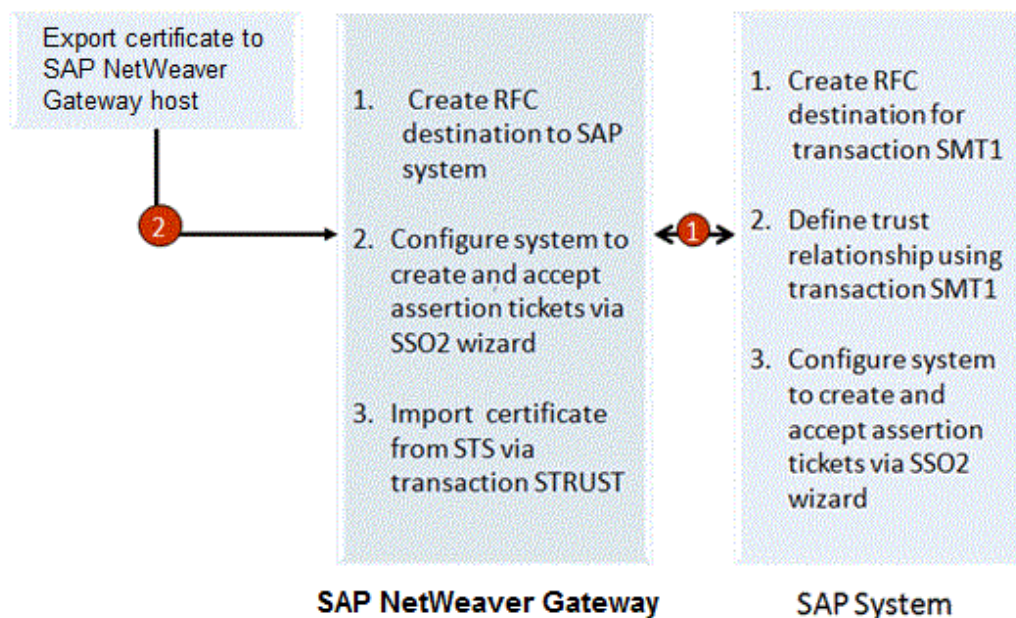 Export certificate to
SAP NetWeaver
Gateway host
2
1. Create RFC
destination to SAP
system
2. Configure system to
create and accept
assertion tickets via
SSO2 wizard
3. Import certificate
from STS via
transaction STRUST
1
1. Create RFC
destination for
transaction SMT1
2. Define trust
relationship using
transaction SMT1
3. Configure system
to create and
accept assertion
tickets via SSO2
wizard
SAP NetWeaver Gateway
SAP System